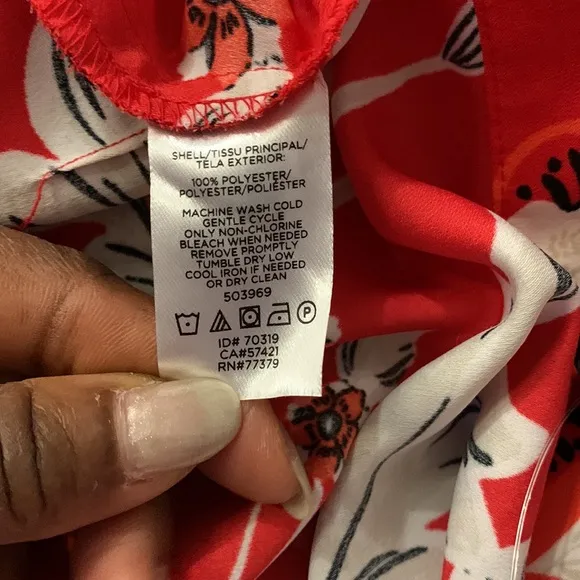 SHELL/TISSU PRINCIPAL/
TELA EXTERIOR:
100% POLYESTER/
POLYESTER/POLIÉSTER
MACHINE WASH COLD
GENTLE CYCLE
ONLY NON-CHLORINE
BLEACH WHEN NEEDED
REMOVE PROMPTLY
TUMBLE DRY LOW
COOL IRON IF NEEDED
OR DRY CLEAN
503969
P
ID# 70319
CA#57421
RN#77379